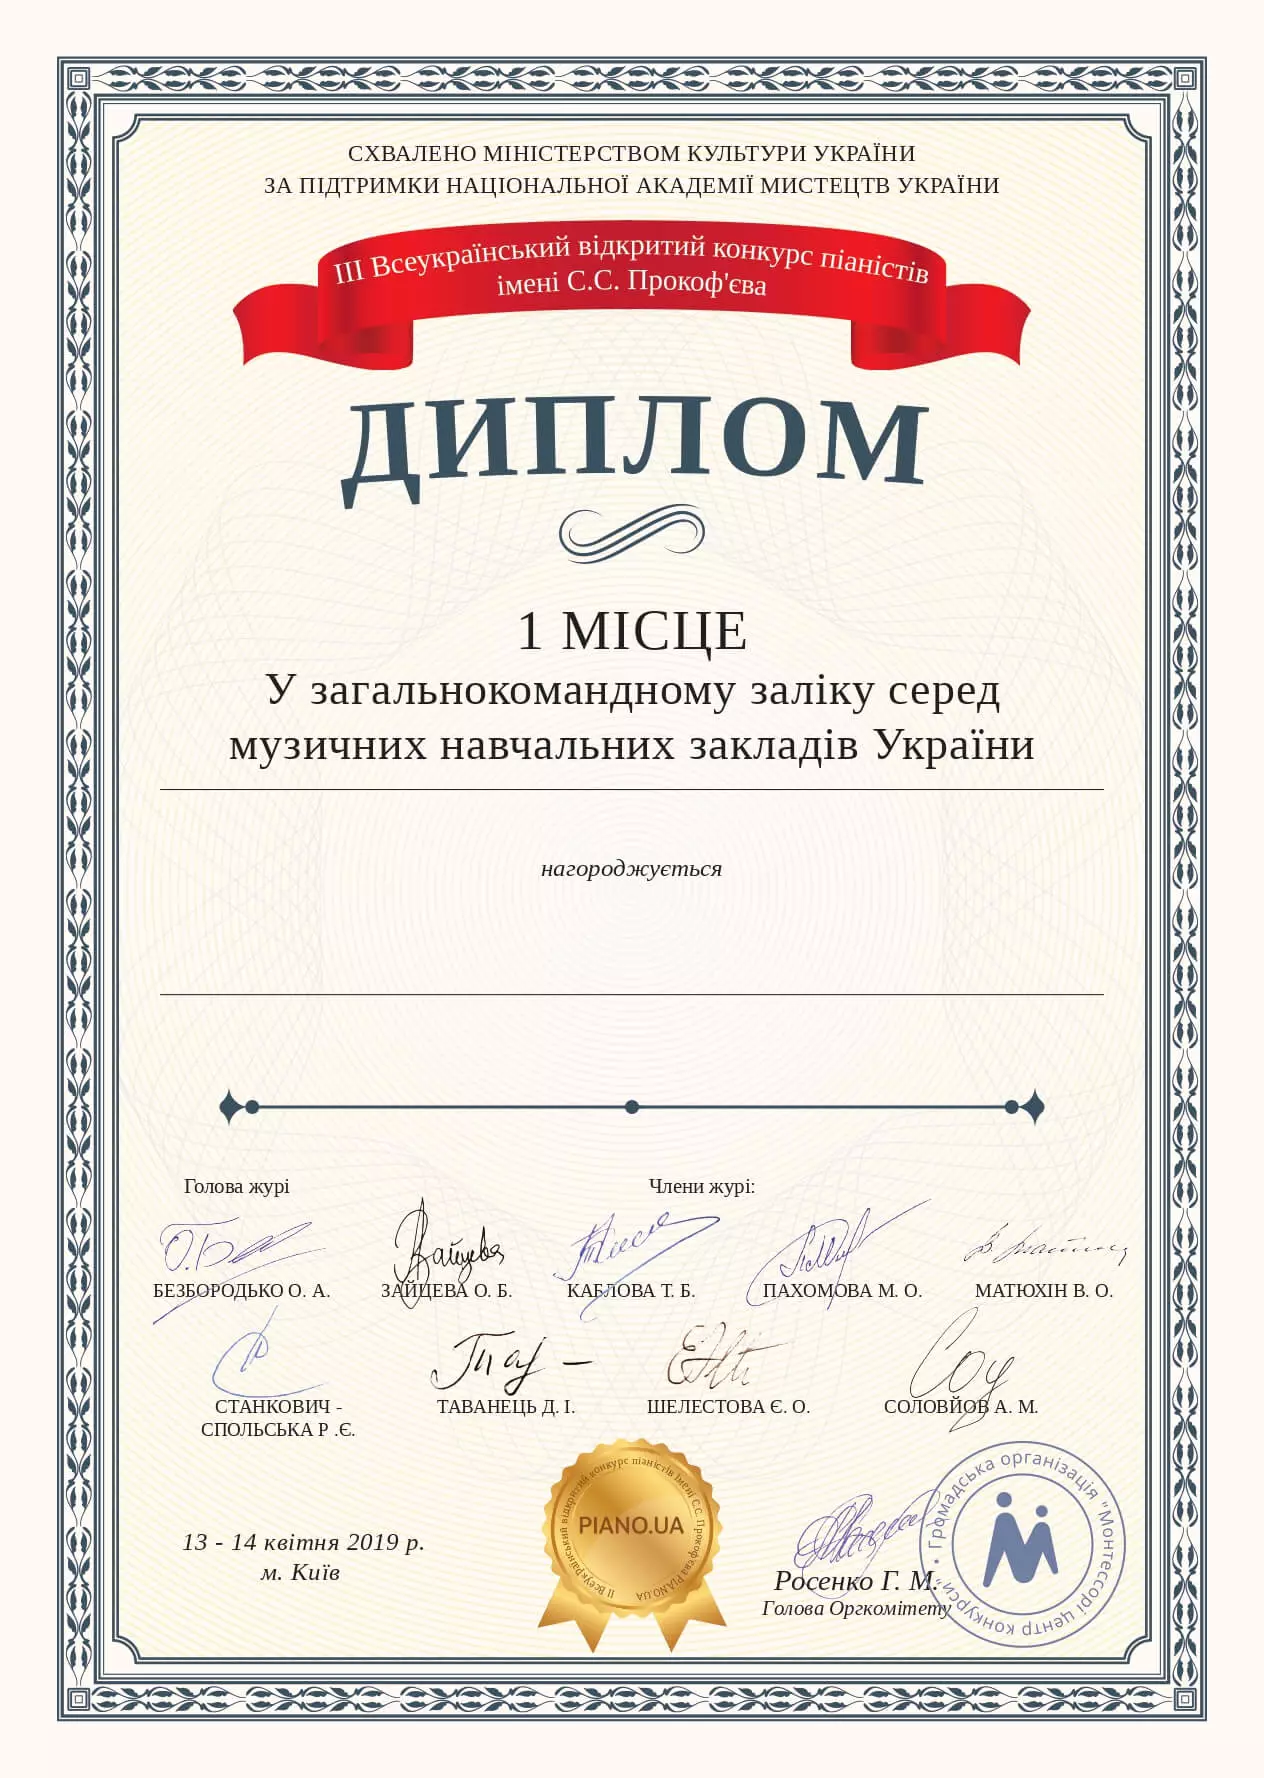 СХВАЛЕНО МІНІСТЕРСТВОМ КУЛЬТУРИ УКРАЇНИ
ЗА ПІДТРИМКИ НАЦІОНАЛЬНОЇ АКАДЕМІЇ МИСТЕЦТВ УКРАЇНИ
III Всеукраїнський відкритий конкурс піаністів
імені С.С. Прокоф'єва
ДИПЛОМ
1 МІСЦЕ
У загальнокомандному заліку серед
музичних навчальних закладів України
нагороджується
Голова журі
Члени журі:
БЕЗБОРОДЬКО О. А.
ЗАЙЦЕВА О. Б.
КАБЛОВА Т. Б.
ПАХОМОВА М. О.
МАТЮХІН В. О.
СТАНКОВИЧ -
СПОЛЬСЬКА Р .Є.
ТАВАНЕЦЬ Д. І.
ШЕЛЕСТОВА Є. О.
СОЛОВЙОВ А. М.
13 - 14 квітня 2019 р.
м. Київ
II Всеукраїнський відкритий конкурс піаністів імені С.С. Прокоф'єва PIANO.UA
PIANO.UA
Росенко Г. М.
Голова Оргкомітету
• Громадська організація "Монтессорі центр конкурси"